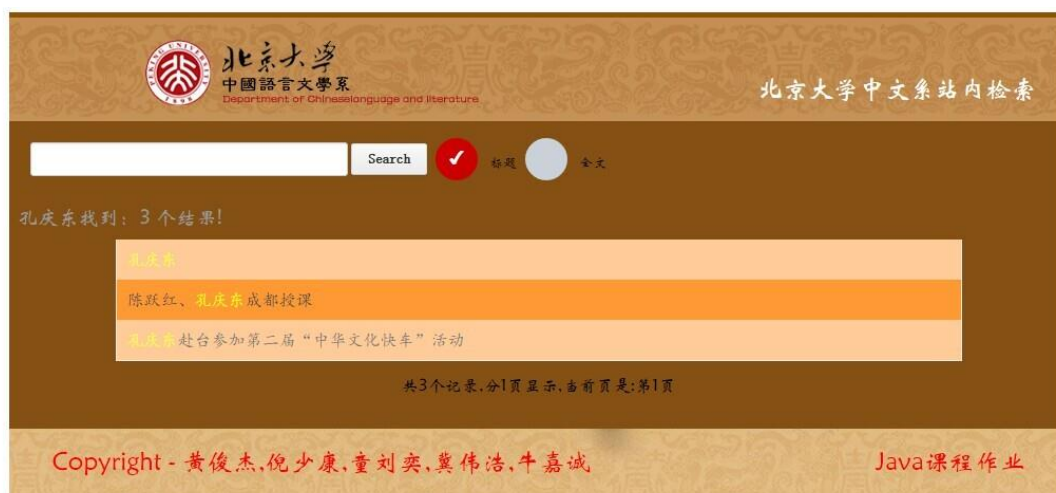 北京大学
中國語言文學系
Department of Chineselanguage and literature
北京大学中文系站内检索
Search
标题
全文
孔庆东找到：3 个结果!
孔庆东
陈跃红、孔庆东成都授课
孔庆东赴台参加第二届“中华文化快车”活动
共3个记录,分1页显示,当前页是:第1页
Copyright - 黄俊杰,倪少康,童刘奕,冀伟浩,牛嘉诚
Java课程作业